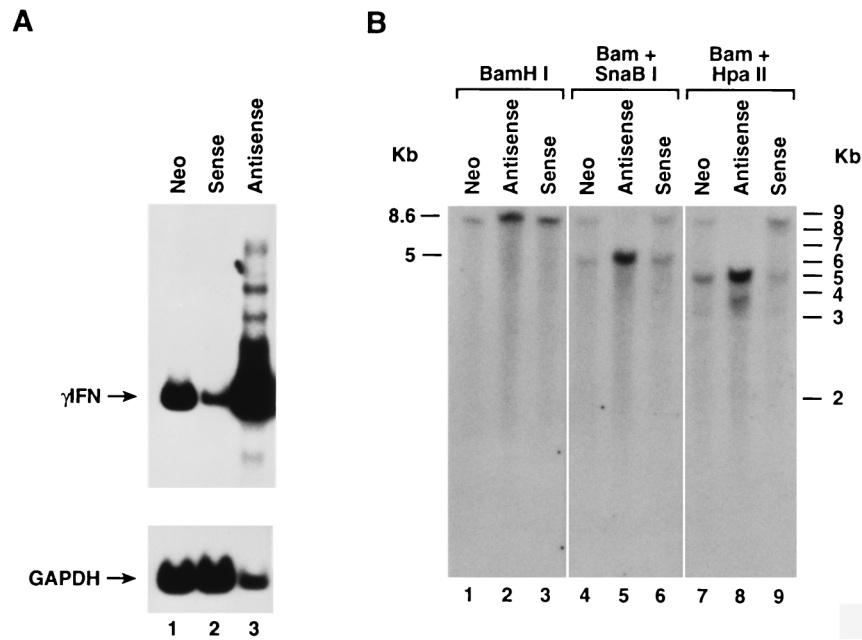 A
Neo
Sense
Antisense
γIFN
GAPDH
1 2 3
B
BamH I
Bam + SnaB I
Bam + Hpa II
Kb
Neo
Antisense
Sense
Neo
Antisense
Sense
Neo
Antisense
Sense
Kb
8.6
5
9
8
7
6
5
4
3
2
1 2 3 4 5 6 7 8 9